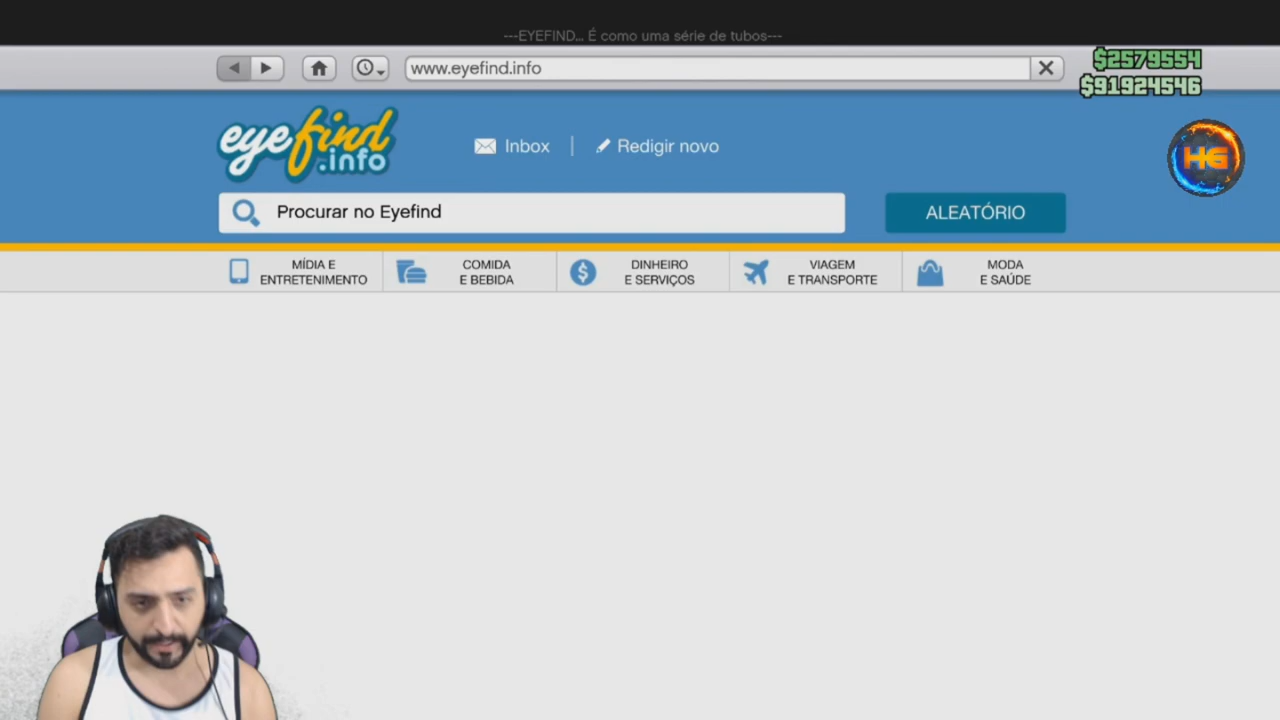 ---EYEFIND... É como uma série de tubos---
www.eyefind.info
$2579554
$91924546
eyefind
.info
Inbox
Redigir novo
HG
Procurar no Eyefind
ALEATÓRIO
MÍDIA E
ENTRETENIMENTO
COMIDA
E BEBIDA
DINHEIRO
E SERVIÇOS
VIAGEM
E TRANSPORTE
MODA
E SAÚDE